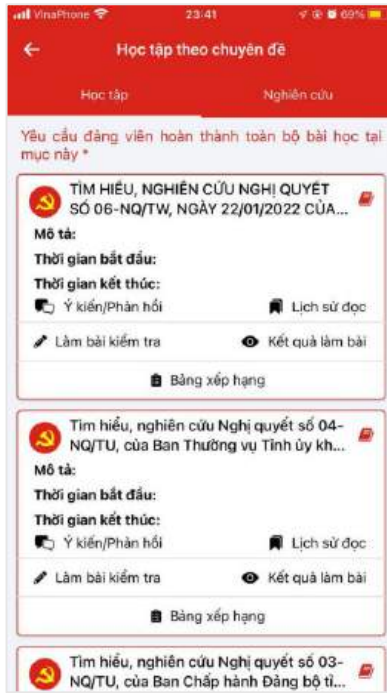 VinaPhone 23:41 69%
Học tập theo chuyên đề
Học tập Nghiên cứu
Yêu cầu đảng viên hoàn thành toàn bộ bài học tại
mục này *
TÌM HIỂU, NGHIÊN CỨU NGHỊ QUYẾT
SỐ 06-NQ/TW, NGÀY 22/01/2022 CỦA...
Mô tả:
Thời gian bắt đầu:
Thời gian kết thúc:
Ý kiến/Phản hồi Lịch sử đọc
Làm bài kiểm tra Kết quả làm bài
Bảng xếp hạng
Tìm hiểu, nghiên cứu Nghị quyết số 04-
NQ/TU, của Ban Thường vụ Tỉnh ủy kh...
Mô tả:
Thời gian bắt đầu:
Thời gian kết thúc:
Ý kiến/Phản hồi Lịch sử đọc
Làm bài kiểm tra Kết quả làm bài
Bảng xếp hạng
Tìm hiểu, nghiên cứu Nghị quyết số 03-
NQ/TU, của Ban Chấp hành Đảng bộ tỉ...